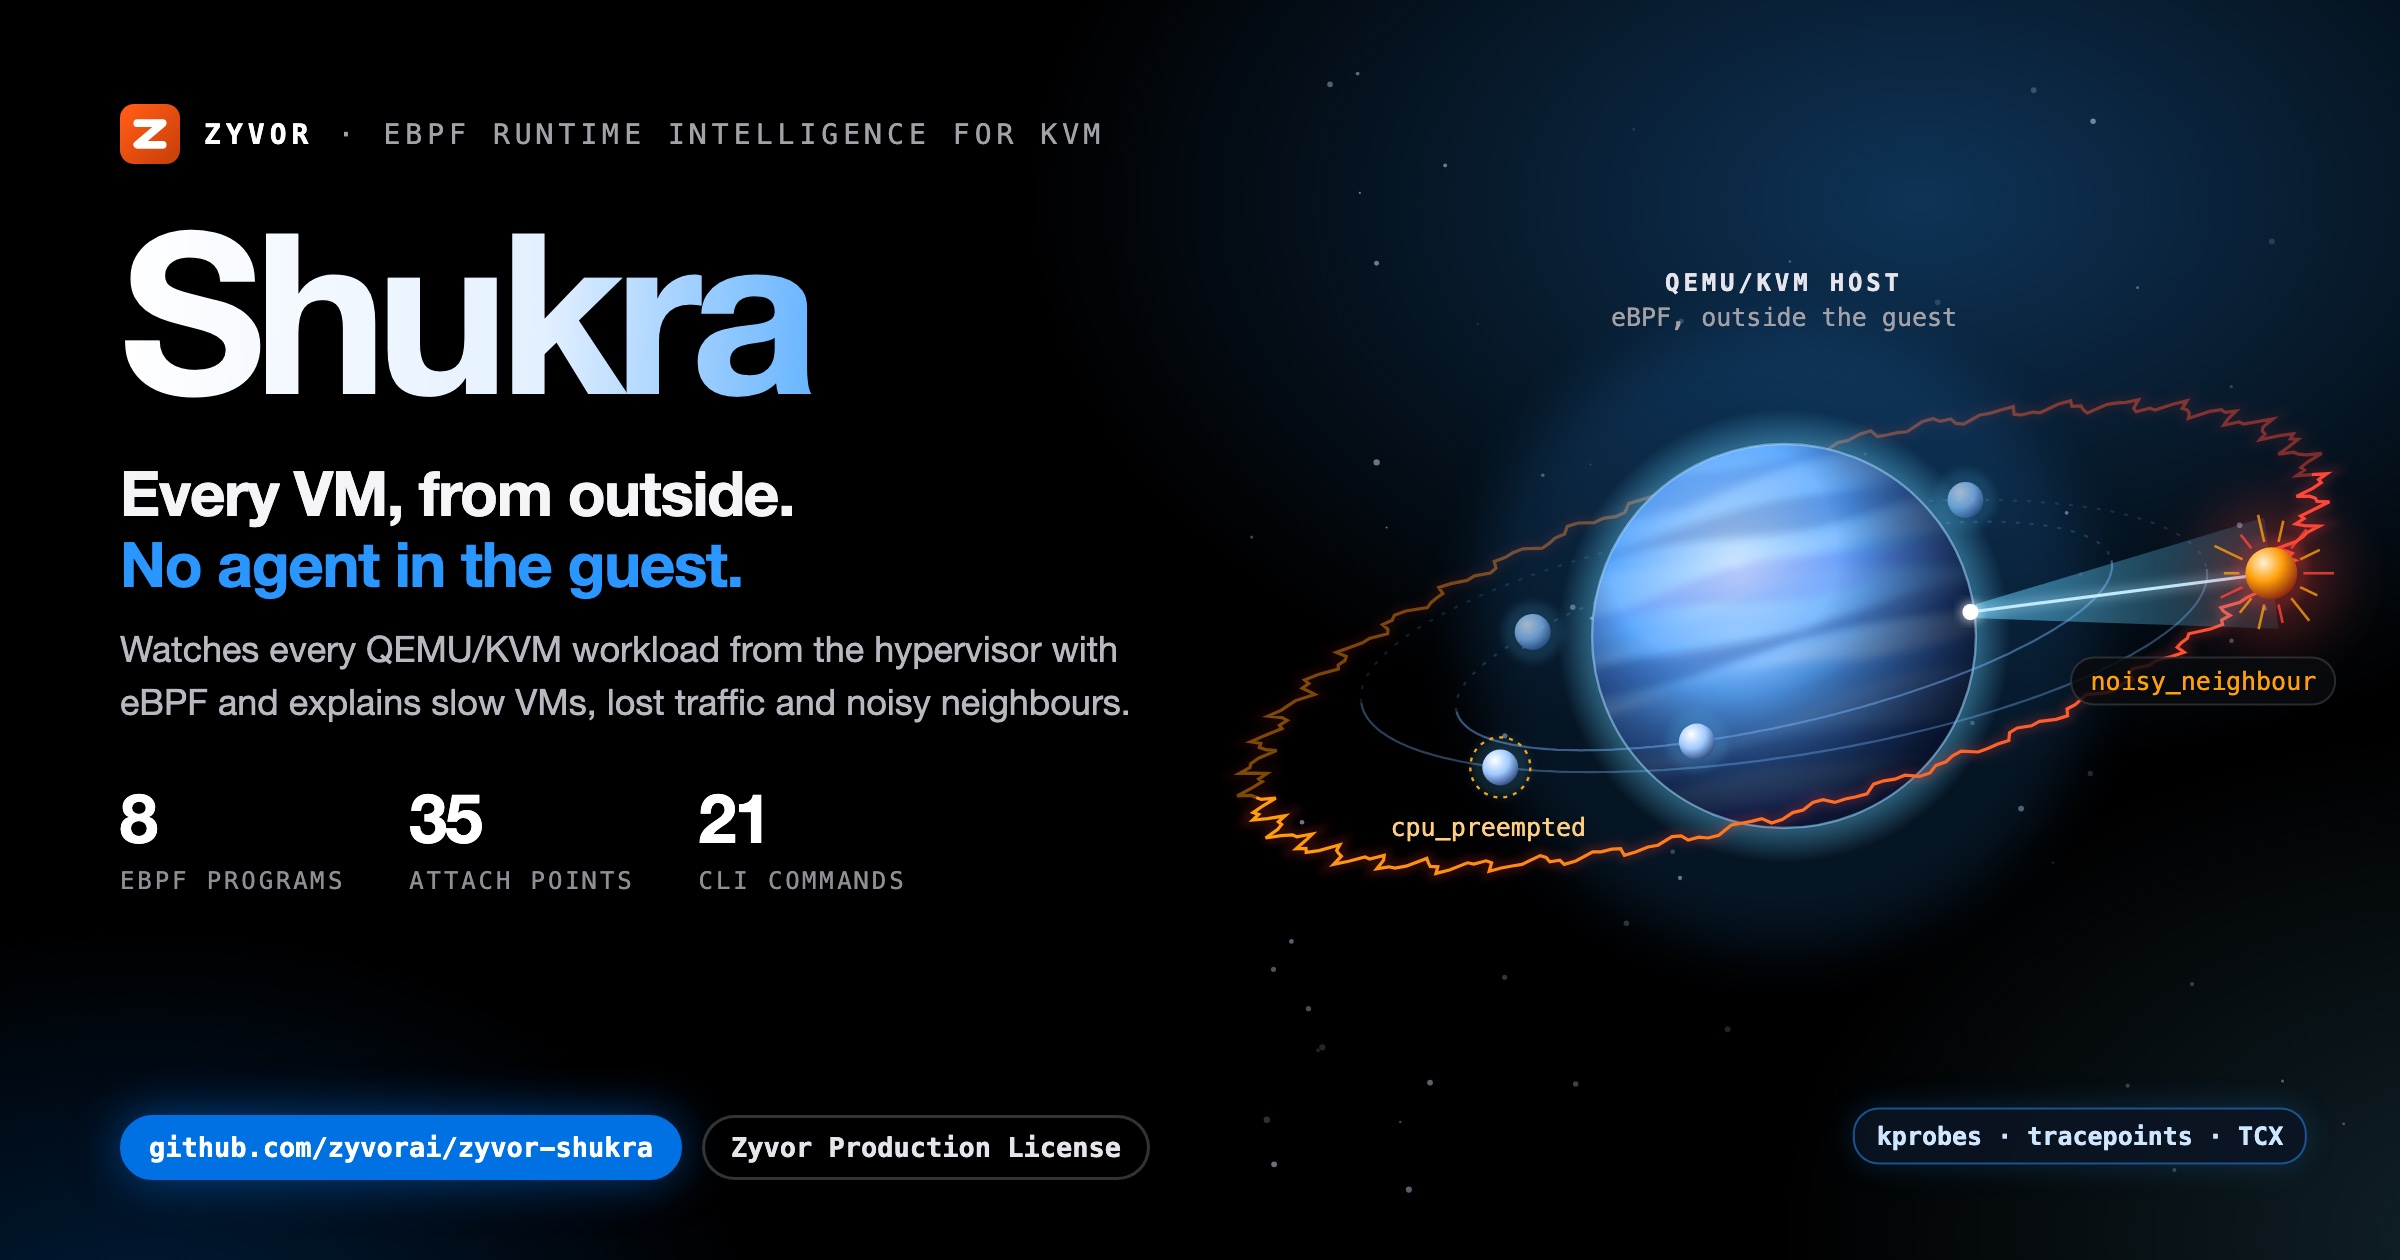 Z ZYVOR · EBPF RUNTIME INTELLIGENCE FOR KVM
Shukra
Every VM, from outside.
No agent in the guest.
Watches every QEMU/KVM workload from the hypervisor with
eBPF and explains slow VMs, lost traffic and noisy neighbours.
8 35 21
EBPF PROGRAMS ATTACH POINTS CLI COMMANDS
github.com/zyvorai/zyvor-shukra Zyvor Production License
QEMU/KVM HOST
eBPF, outside the guest
noisy_neighbour
cpu_preempted
kprobes · tracepoints · TCX